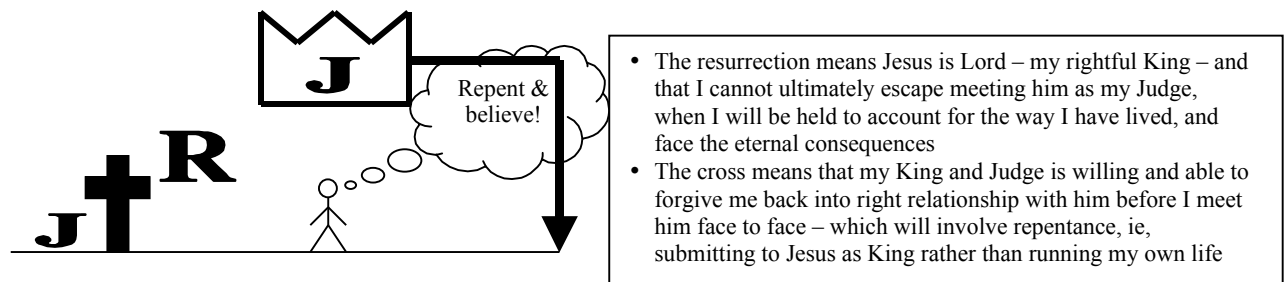 J
R
J
Repent &
believe!
• The resurrection means Jesus is Lord – my rightful King – and
that I cannot ultimately escape meeting him as my Judge,
when I will be held to account for the way I have lived, and
face the eternal consequences
• The cross means that my King and Judge is willing and able to
forgive me back into right relationship with him before I meet
him face to face – which will involve repentance, ie,
submitting to Jesus as King rather than running my own life